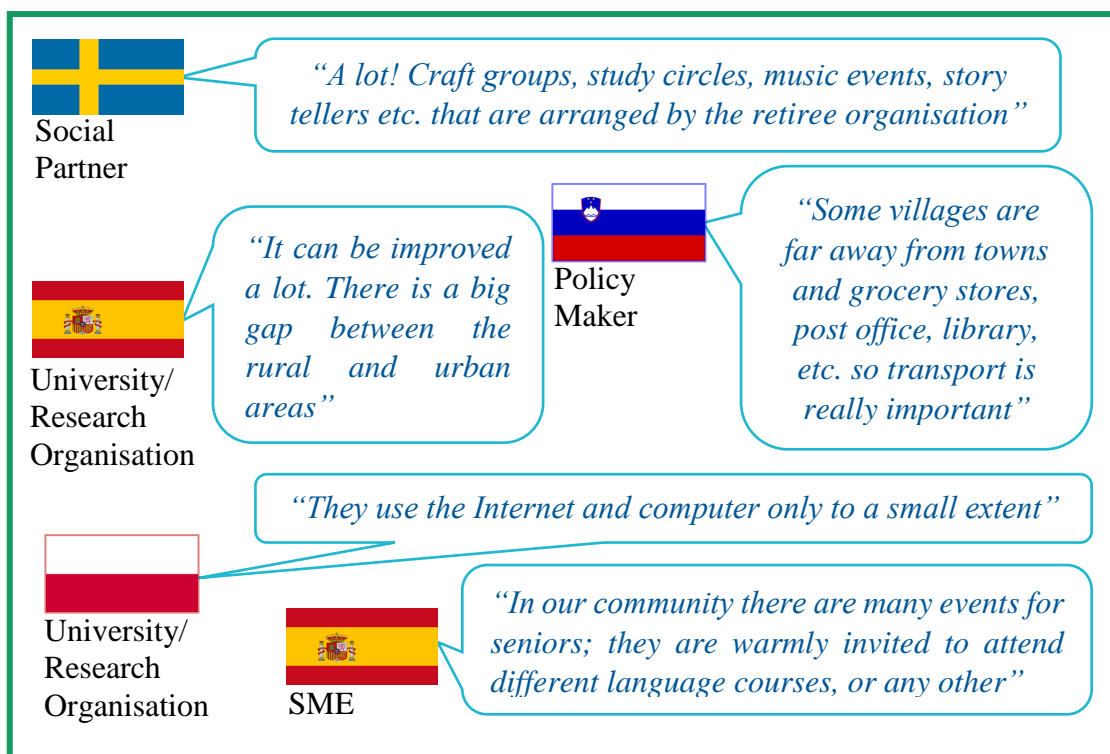 “A lot! Craft groups, study circles, music events, story
tellers etc. that are arranged by the retiree organisation”
Social
Partner
“It can be improved
a lot. There is a big
gap between the
rural and urban
areas”
University/
Research
Organisation
“Some villages are
far away from towns
and grocery stores,
post office, library,
etc. so transport is
really important”
Policy
Maker
“They use the Internet and computer only to a small extent”
University/
Research
Organisation
“In our community there are many events for
seniors; they are warmly invited to attend
different language courses, or any other”
SME